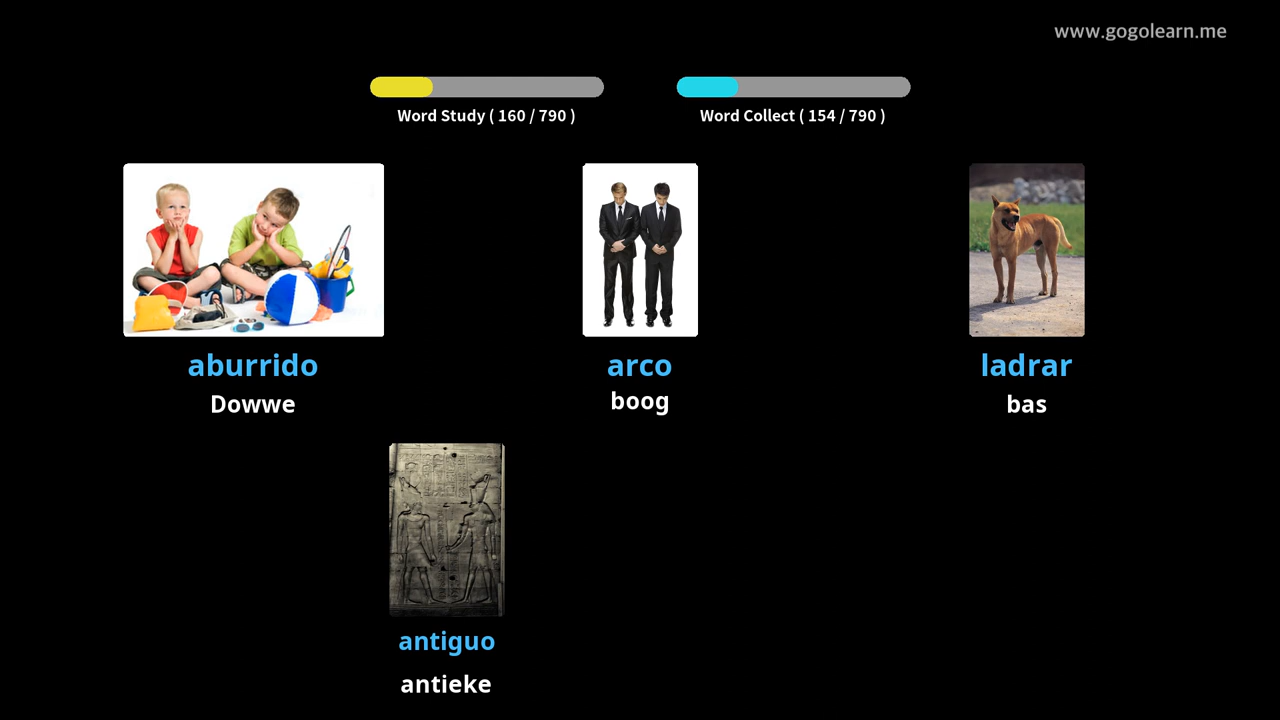 www.gogolearn.me
Word Study ( 160 / 790 )
Word Collect ( 154 / 790 )
aburrido
Dowwe
arco
boog
ladrar
bas
antiguo
antieke